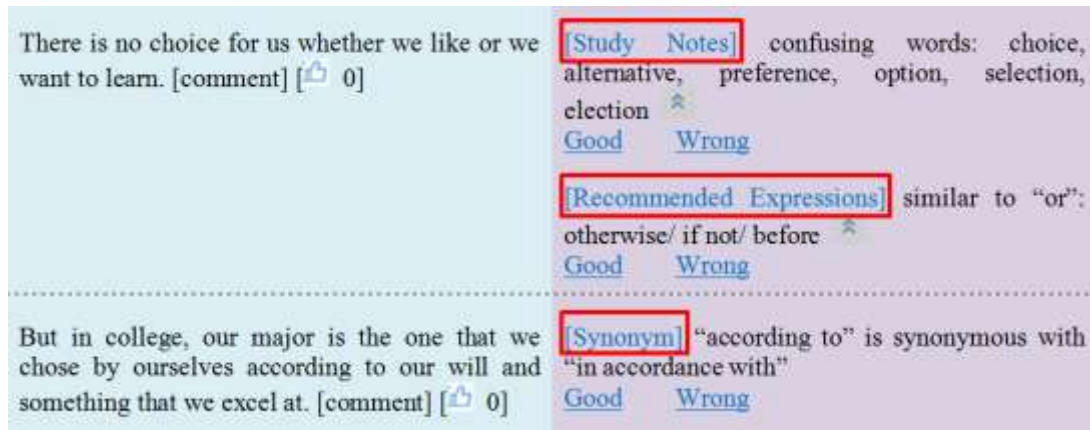 There is no choice for us whether we like or we
want to learn. [comment] [ 0]
[Study Notes] confusing words: choice,
alternative, preference, option, selection,
election
Good Wrong
[Recommended Expressions] similar to “or”:
otherwise/ if not/ before
Good Wrong
But in college, our major is the one that we
chose by ourselves according to our will and
something that we excel at. [comment] [ 0]
[Synonym] “according to” is synonymous with
“in accordance with”
Good Wrong